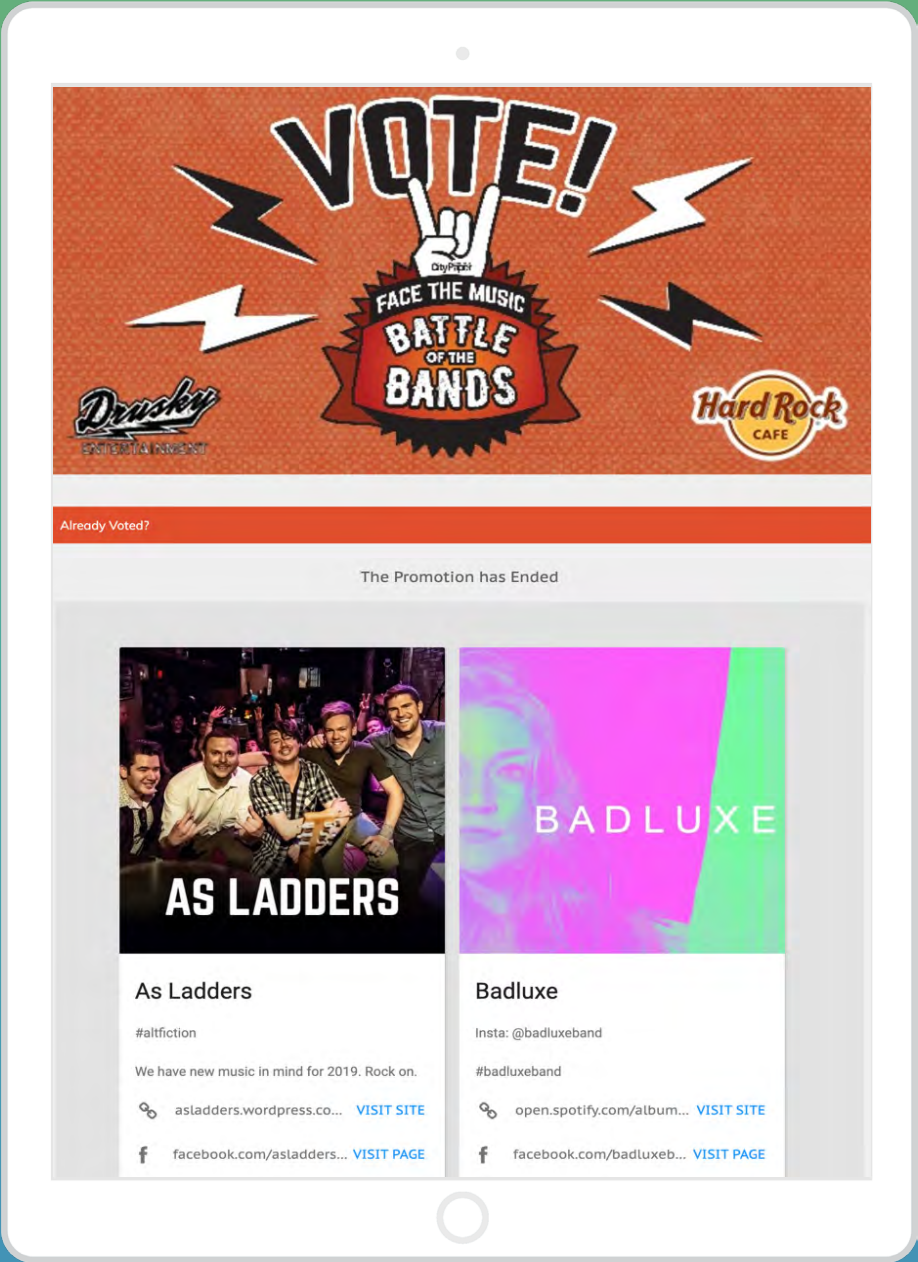 VOTE!
CityPaper
FACE THE MUSIC
BATTLE
OF THE
BANDS
Drusky
ENTERTAINMENT
Hard Rock
CAFE
Already Voted?
The Promotion has Ended
AS LADDERS
BADLUXE
As Ladders
#altfiction
We have new music in mind for 2019. Rock on.
asladders.wordpress.co... VISIT SITE
facebook.com/asladders... VISIT PAGE
Badluxe
Insta: @badluxeband
#badluxeband
open.spotify.com/album... VISIT SITE
facebook.com/badluxeb... VISIT PAGE